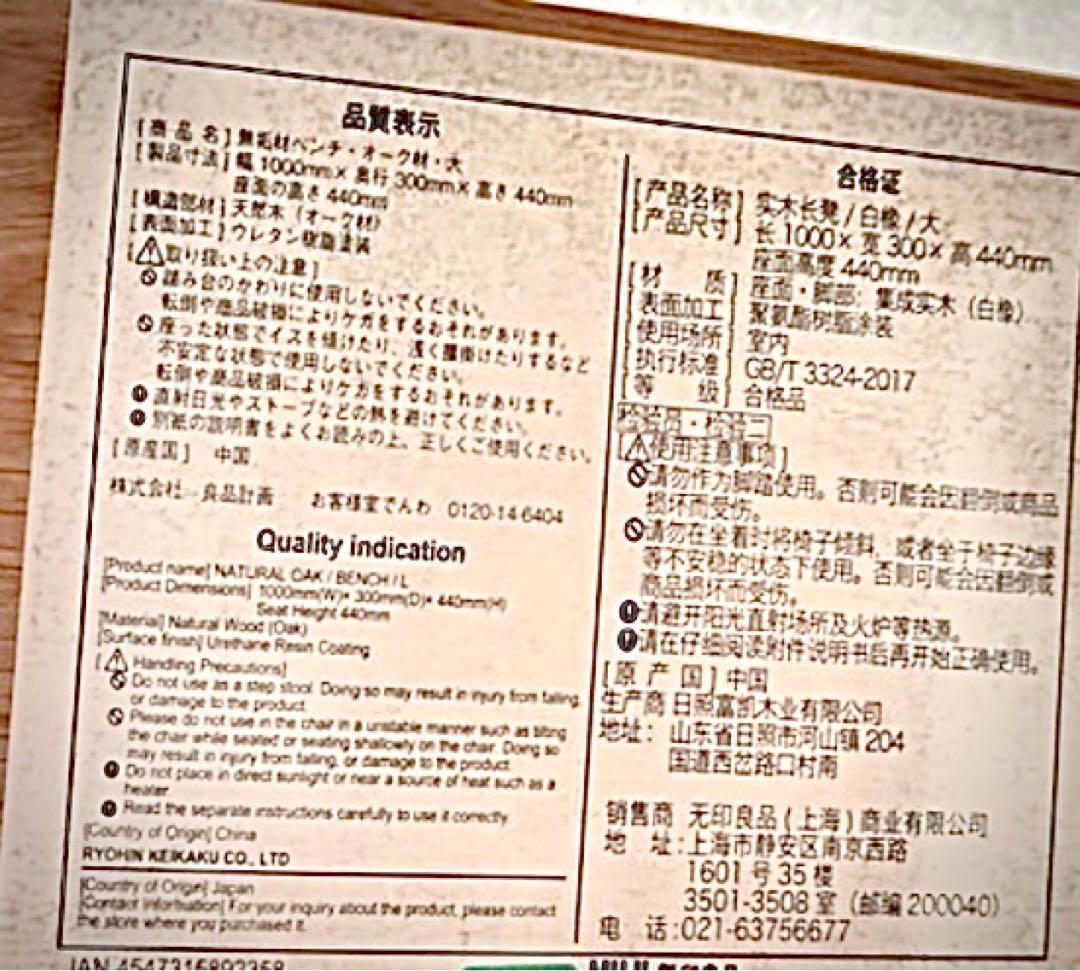 品質表示
[商品名] 無垢材ベンチ・オーク材・大
[製品寸法] 幅 1000mm× 奥行 300mm× 高さ 440mm
座面の高さ 440mm
[構造部材] 天然木（オーク材）
[表面加工] ウレタン樹脂塗装
[⚠取り扱い上の注意]
踏み台のかわりに使用しないでください。
転倒や商品破損によりケガをするおそれがあります。
座った状態でイスを傾けたり、浅く腰掛けたりするなど
不安定な状態で使用しないでください。
転倒や商品破損によりケガをするおそれがあります。
直射日光やストーブなどの熱を避けてください。
別紙の説明書をよくお読みの上、正しくご使用ください。
[原産国] 中国
株式会社 良品計画 お客様室でんわ 0120-14-6404
Quality indication
[Product name] NATURAL OAK / BENCH / L
[Product Dimensions] 1000mm(W)× 300mm(D)× 440mm(H)
Seat Height 440mm
[Material] Natural Wood (Oak)
[Surface finish] Urethane Resin Coating
[⚠ Handling Precautions]
Do not use as a step stool. Doing so may result in injury from falling,
or damage to the product.
Please do not use in the chair in a unstable manner such as tilting
the chair while seated or seating shallowly on the chair. Doing so
may result in injury from falling, or damage to the product.
Do not place in direct sunlight or near a source of heat such as a
heater.
Read the separate instructions carefully to use it correctly.
[Country of Origin] China
RYOHIN KEIKAKU CO., LTD
[Country of Origin] Japan
[Contact information] For your inquiry about the product, please contact
the store where you purchased it.
合格证
[产品名称] 实木长凳 / 白橡 / 大
[产品尺寸] 长 1000× 宽 300× 高 440mm
座面高度 440mm
[材 质] 座面・脚部：集成实木（白橡）
[表面加工] 聚氨酯树脂涂装
[使用场所] 室内
[执行标准] GB/T 3324-2017
[等 级] 合格品
检验员・检验
[⚠使用注意事项]
请勿作为脚踏使用。否则可能会因翻倒或商品
损坏而受伤。
请勿在坐着时将椅子倾斜，或者坐于椅子边缘
等不安稳的状态下使用。否则可能会因翻倒或
商品损坏而受伤。
请避开阳光直射场所及火炉等热源。
请在仔细阅读附件说明书后再开始正确使用。
[原 产 国] 中国
生产商 日照富凯木业有限公司
地址：山东省日照市河山镇 204
国道西岔路口村南
销售商 无印良品（上海）商业有限公司
地 址：上海市静安区南京西路
1601 号 35 楼
3501-3508 室（邮编 200040）
电 话：021-63756677
JAN 4547315892358